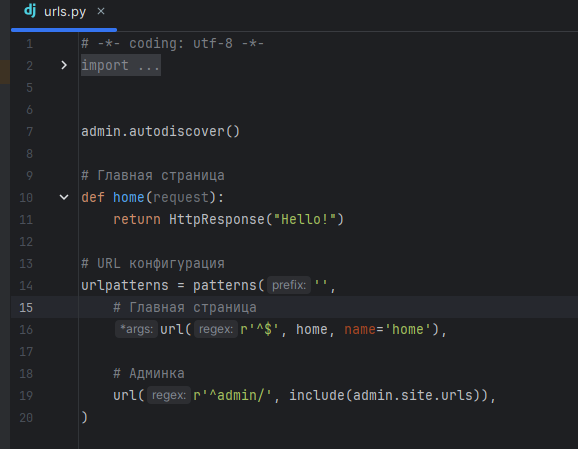 dj urls.py ×
1 # -*- coding: utf-8 -*-
2 import ...
5
6
7 admin.autodiscover()
8
9 # Главная страница
10 def home(request):
11 return HttpResponse("Hello!")
12
13 # URL конфигурация
14 urlpatterns = patterns( prefix: '',
15 # Главная страница
16 *args: url( regex: r'^$', home, name='home'),
17
18 # Админка
19 url( regex: r'^admin/', include(admin.site.urls)),
20 )